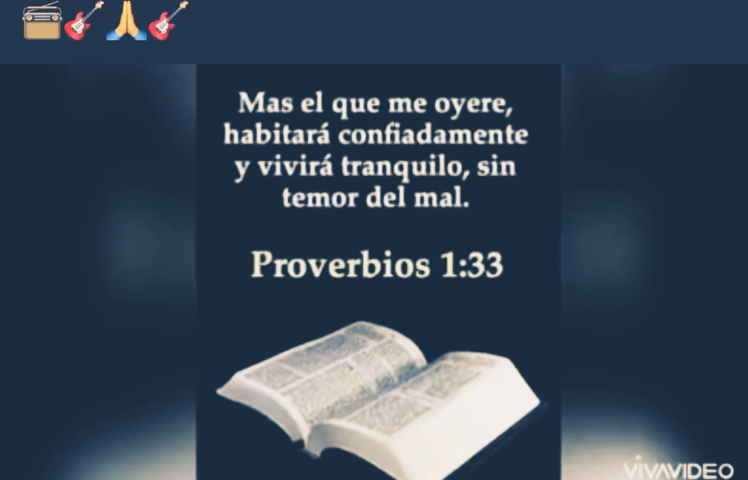 Mas el que me oyere,
habitará confiadamente
y vivirá tranquilo, sin
temor del mal.
Proverbios 1:33
VIVAVIDEO